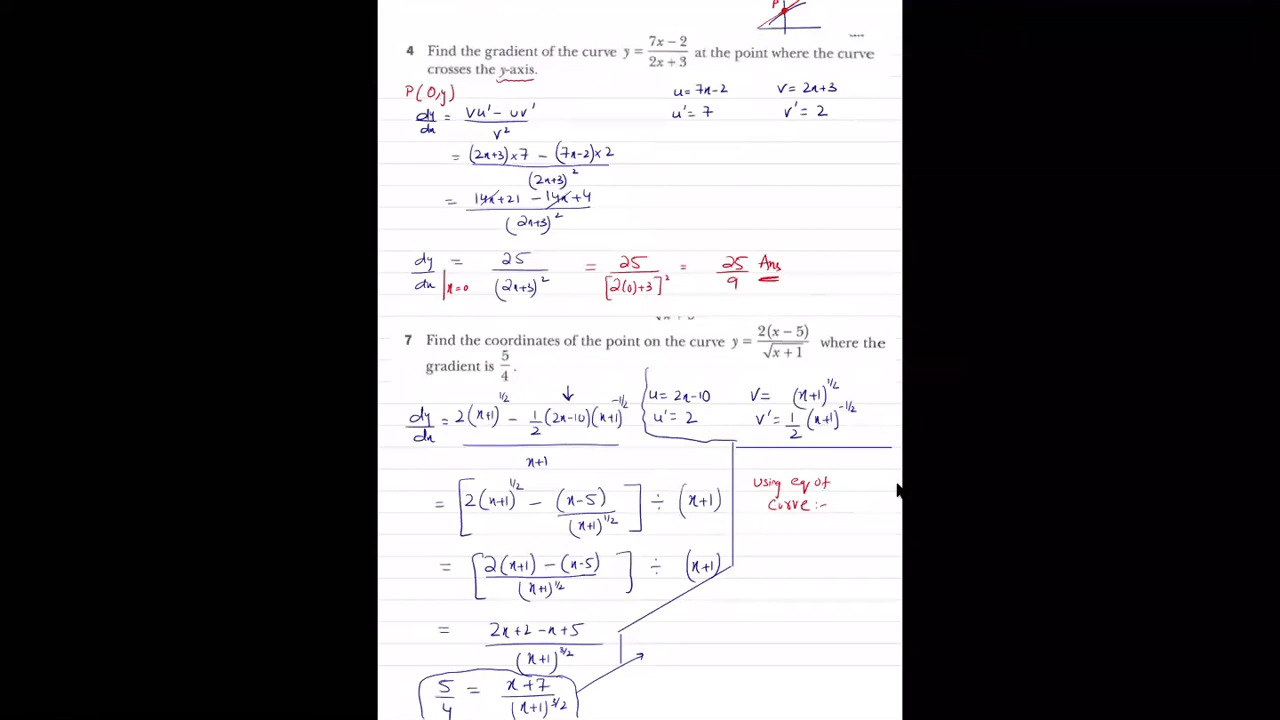 P
4 Find the gradient of the curve y = (7x − 2)/(2x + 3) at the point where the curve
crosses the y-axis.
P(0,y)
u = 7x-2 v = 2x+3
u' = 7 v' = 2
dy/dx = (vu' - uv')/v²
= ((2x+3)×7 - (7x-2)×2)/(2x+3)²
= (14x+21 - 14x+4)/(2x+3)²
dy/dx|x=0 = 25/(2x+3)² = 25/[2(0)+3]² = 25/9 Ans
7 Find the coordinates of the point on the curve y = 2(x − 5)/√(x + 1) where the
gradient is 5/4.
u = 2x-10 v = (x+1)^1/2
u' = 2 v' = 1/2 (x+1)^-1/2
dy/dx = (2(x+1)^1/2 - 1/2 (2x-10)(x+1)^-1/2)/(x+1)
= [2(x+1)^1/2 - (x-5)/(x+1)^1/2] ÷ (x+1)
using eq of
curve :-
= [(2(x+1) - (x-5))/(x+1)^1/2] ÷ (x+1)
= (2x+2-x+5)/(x+1)^3/2
5/4 = (x+7)/(x+1)^3/2